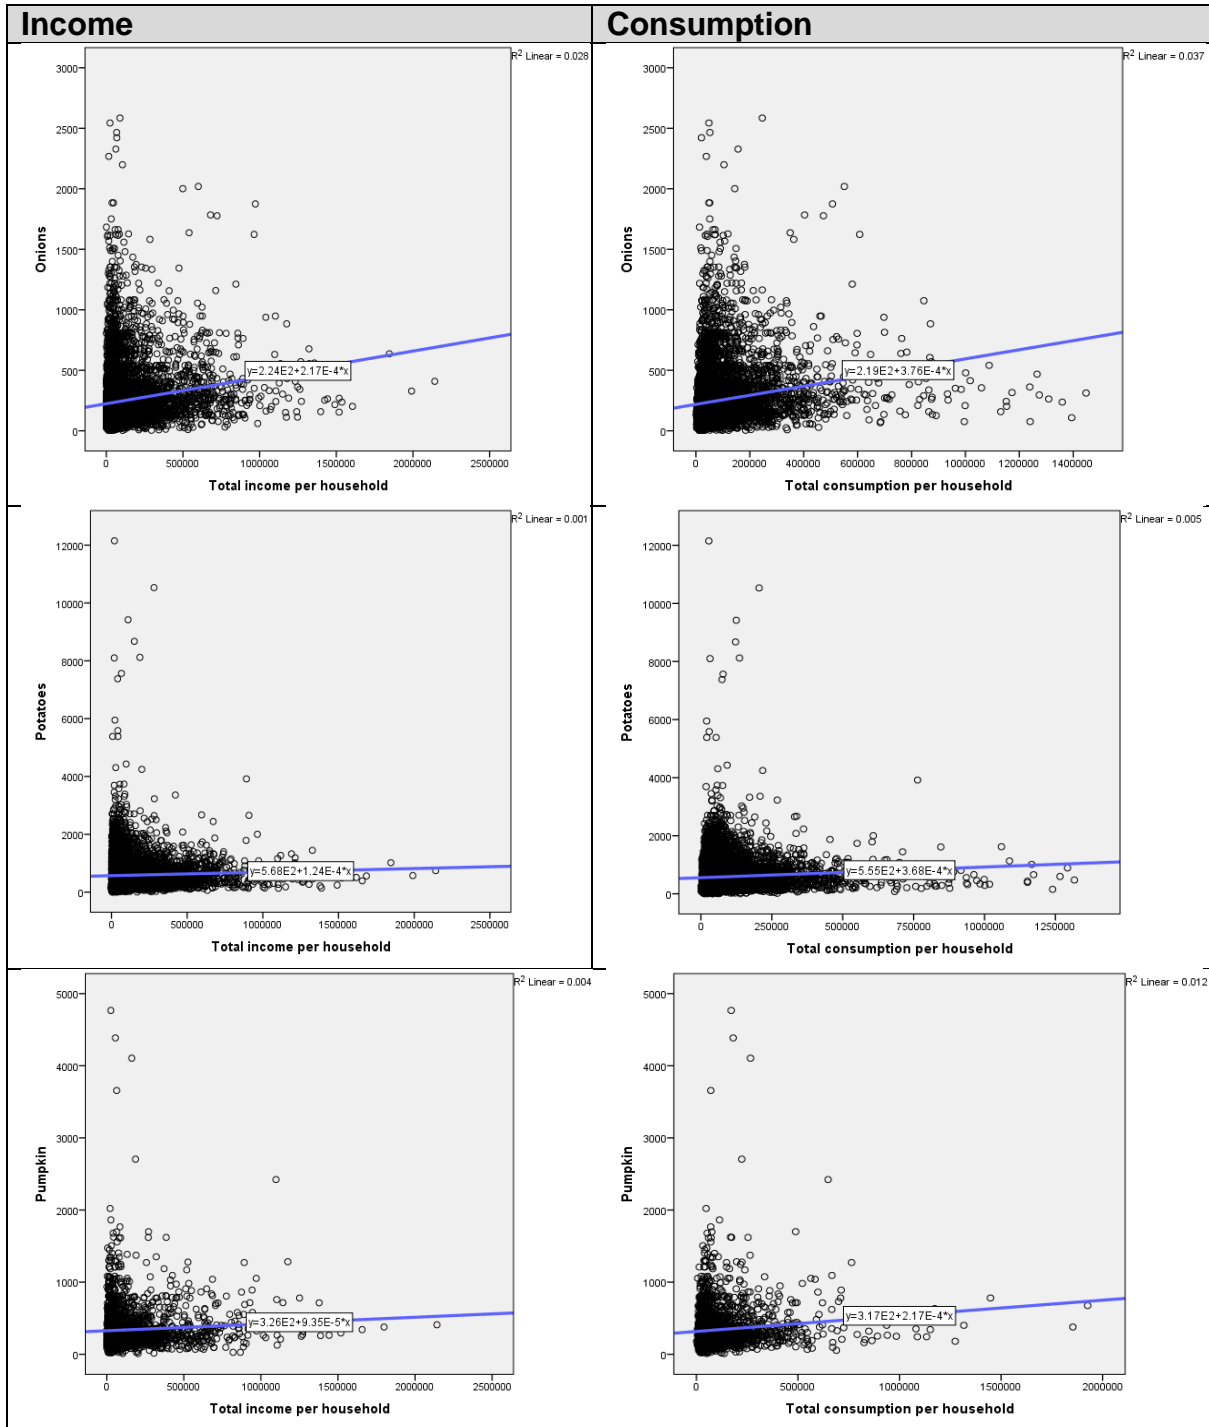 Income
Consumption
R² Linear = 0.028
3000
2500
2000
1500
1000
500
0
Onions
y=2.24E2+2.17E-4*x
0 500000 1000000 1500000 2000000 2500000
Total income per household
R² Linear = 0.037
3000
2500
2000
1500
1000
500
0
Onions
y=2.19E2+3.76E-4*x
0 200000 400000 600000 800000 1000000 1200000 1400000
Total consumption per household
R² Linear = 0.001
12000
10000
8000
6000
4000
2000
0
Potatoes
y=5.68E2+1.24E-4*x
0 500000 1000000 1500000 2000000 2500000
Total income per household
R² Linear = 0.005
12000
10000
8000
6000
4000
2000
0
Potatoes
y=5.55E2+3.68E-4*x
0 250000 500000 750000 1000000 1250000
Total consumption per household
R² Linear = 0.004
5000
4000
3000
2000
1000
0
Pumpkin
y=3.26E2+9.35E-5*x
0 500000 1000000 1500000 2000000 2500000
Total income per household
R² Linear = 0.012
5000
4000
3000
2000
1000
0
Pumpkin
y=3.17E2+2.17E-4*x
0 500000 1000000 1500000 2000000
Total consumption per household